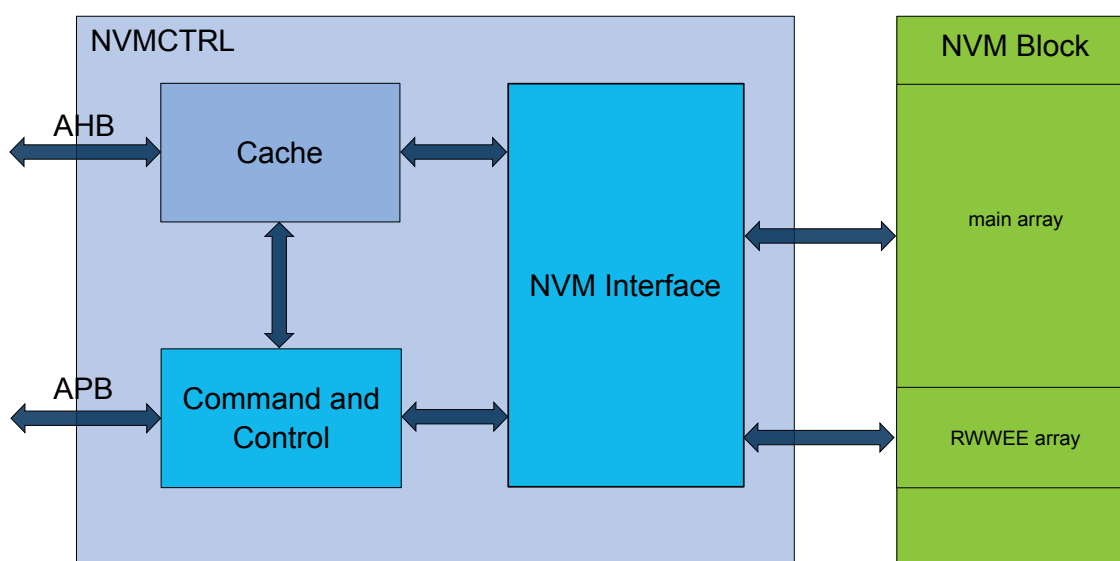 NVMCTRL
NVM Block
AHB
Cache
main array
NVM Interface
APB
Command and
Control
RWWEE array